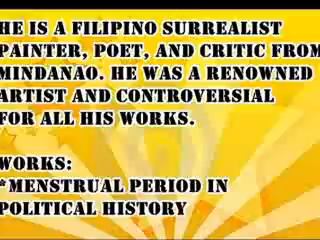 HE IS A FILIPINO SURREALIST
PAINTER, POET, AND CRITIC FROM
MINDANAO. HE WAS A RENOWNED
ARTIST AND CONTROVERSIAL
FOR ALL HIS WORKS.
WORKS:
*MENSTRUAL PERIOD IN
POLITICAL HISTORY